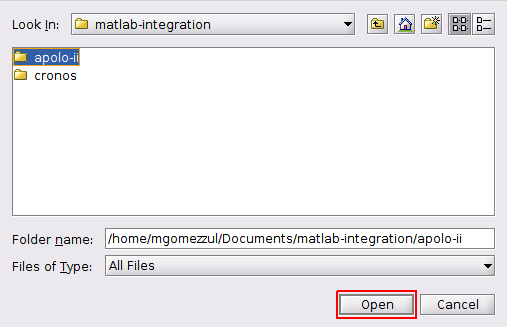 Look In: matlab-integration
apolo-ii
cronos
Folder name: /home/mgomezzul/Documents/matlab-integration/apolo-ii
Files of Type: All Files
Open Cancel